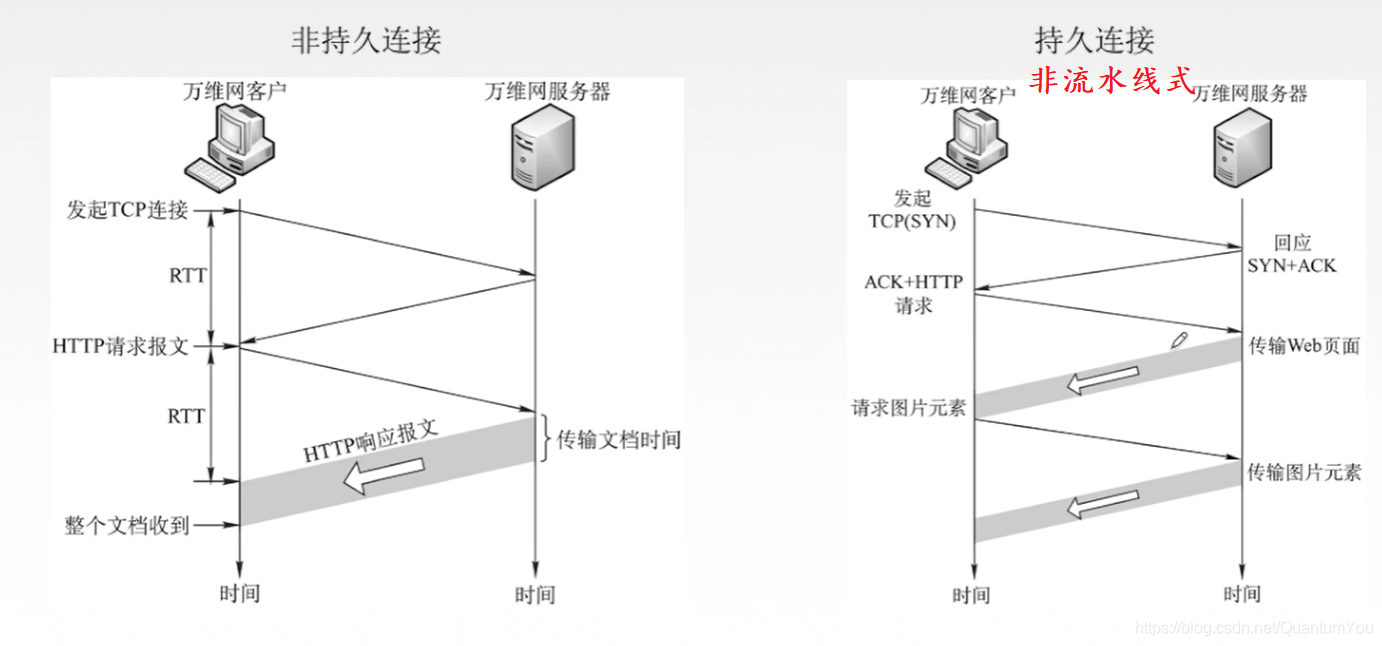 非持久连接
万维网客户
万维网服务器
发起TCP连接
RTT
HTTP请求报文
RTT
HTTP响应报文
传输文档时间
整个文档收到
时间
时间
持久连接
非流水线式
万维网客户
万维网服务器
发起
TCP(SYN)
回应
SYN+ACK
ACK+HTTP
请求
传输Web页面
请求图片元素
传输图片元素
时间
时间
https://blog.csdn.net/QuantumYou